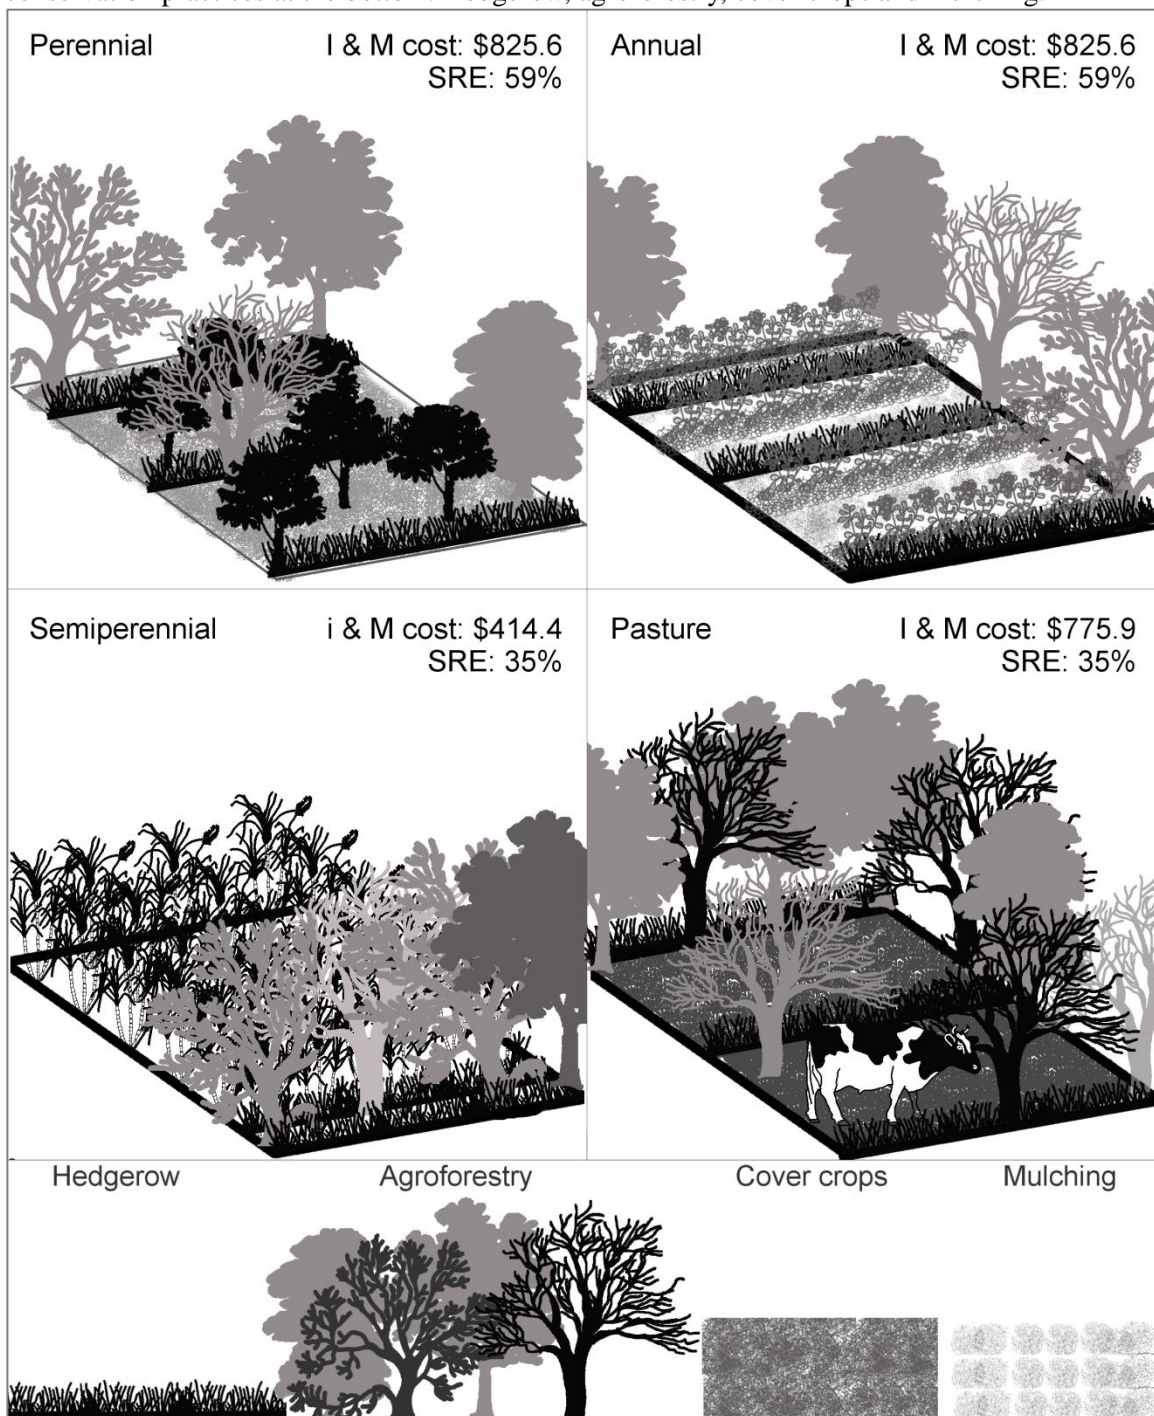 Perennial I & M cost: $825.6
SRE: 59%
Annual I & M cost: $825.6
SRE: 59%
Semiperennial i & M cost: $414.4
SRE: 35%
Pasture I & M cost: $775.9
SRE: 35%
Hedgerow Agroforestry Cover crops Mulching